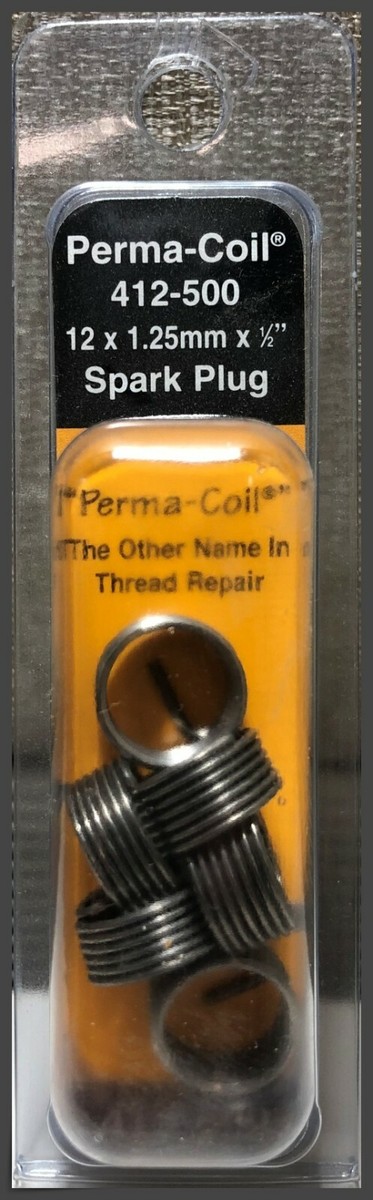 Perma-Coil®
412-500
12 x 1.25mm x ½”
Spark Plug
“Perma-Coil®”
The Other Name In
Thread Repair